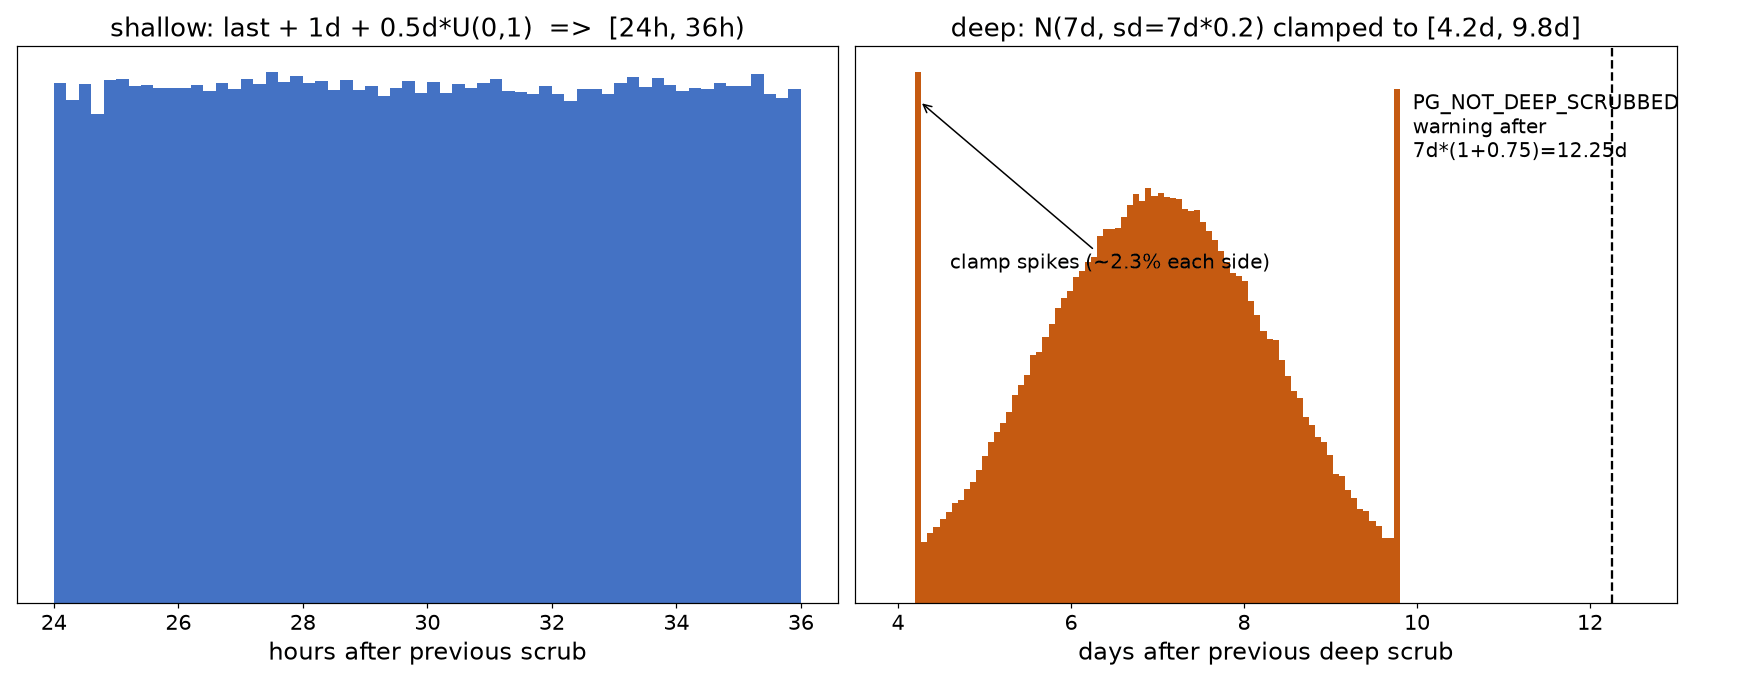 shallow: last + 1d + 0.5d*U(0,1)  =>  [24h, 36h)
24 26 28 30 32 34 36
hours after previous scrub
deep: N(7d, sd=7d*0.2) clamped to [4.2d, 9.8d]
PG_NOT_DEEP_SCRUBBED
warning after
7d*(1+0.75)=12.25d
clamp spikes (~2.3% each side)
4 6 8 10 12
days after previous deep scrub